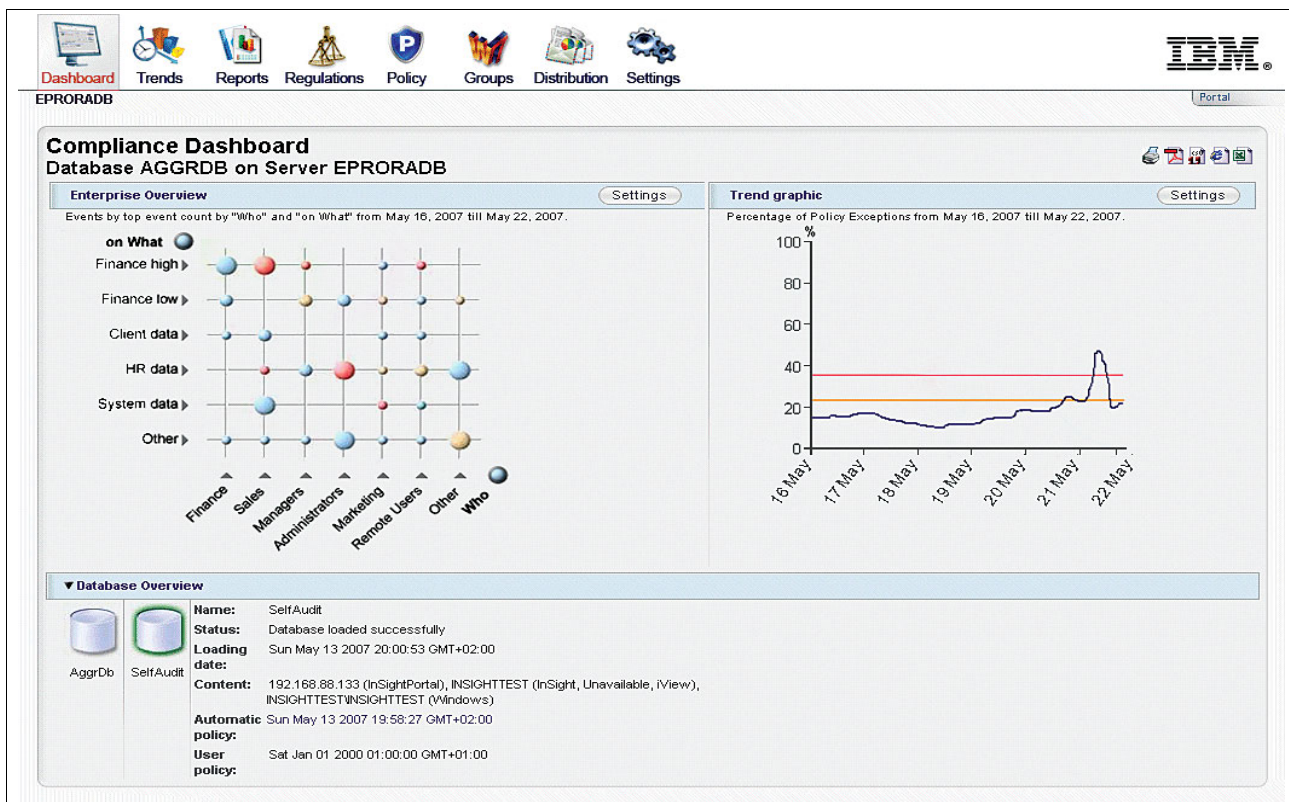 Dashboard Trends Reports Regulations Policy Groups Distribution Settings
IBM®
EPRORADB
Portal
Compliance Dashboard
Database AGGRDB on Server EPRORADB
Enterprise Overview
Settings
Events by top event count by "Who" and "on What" from May 16, 2007 till May 22, 2007.
on What
Finance high
Finance low
Client data
HR data
System data
Other
Finance
Sales
Managers
Administrators
Marketing
Remote Users
Other
Who
Trend graphic
Settings
Percentage of Policy Exceptions from May 16, 2007 till May 22, 2007.
%
100
80
60
40
20
0
16 May
17 May
18 May
19 May
20 May
21 May
22 May
Database Overview
AggrDb
SelfAudit
Name: SelfAudit
Status: Database loaded successfully
Loading date: Sun May 13 2007 20:00:53 GMT+02:00
Content: 192.168.88.133 (InSightPortal), INSIGHTTEST (InSight, Unavailable, iView),
INSIGHTTEST\INSIGHTTEST (Windows)
Automatic policy: Sun May 13 2007 19:58:27 GMT+02:00
User policy: Sat Jan 01 2000 01:00:00 GMT+01:00